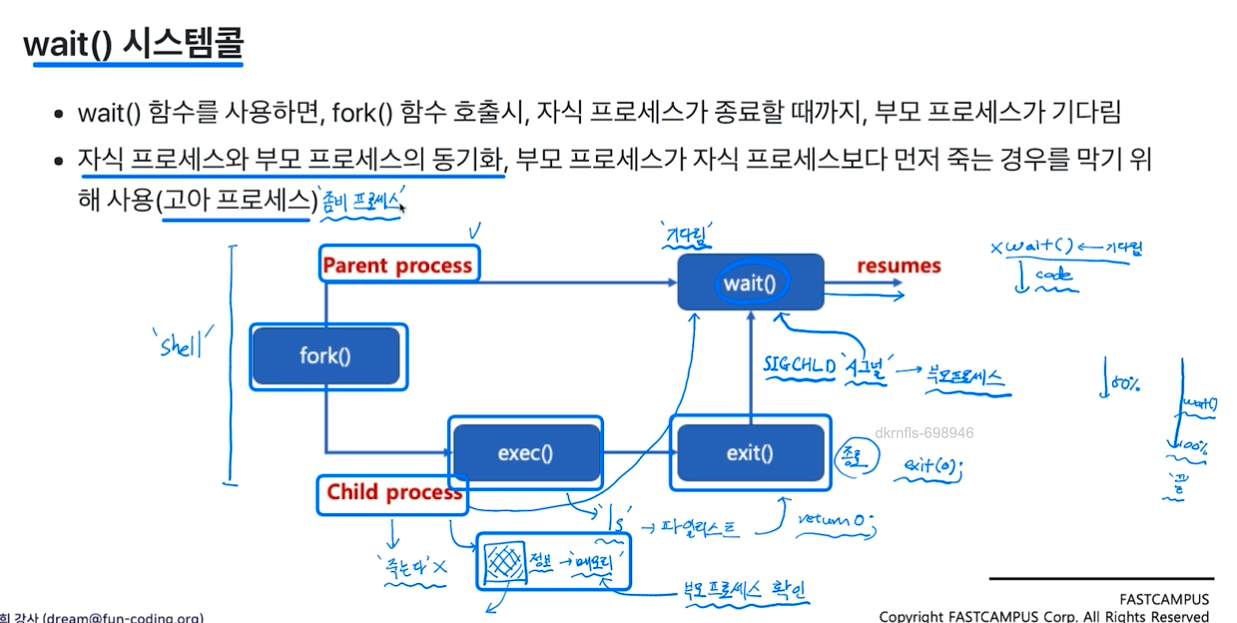 wait() 시스템콜
• wait() 함수를 사용하면, fork() 함수 호출시, 자식 프로세스가 종료할 때까지, 부모 프로세스가 기다림
• 자식 프로세스와 부모 프로세스의 동기화, 부모 프로세스가 자식 프로세스보다 먼저 죽는 경우를 막기 위
해 사용(고아 프로세스) '좀비 프로세스'
'기다림'
Parent process
wait()
resumes
x wait() ← 기다림
code
'shell'
fork()
SIGCHLD '시그널' → 부모프로세스
50%
wait()
dkrnfls-698946
exec()
exit()
종료
exit(0);
100%
Child process
'ls' → 파일리스트
return 0;
'죽는다' x
정보 → '메모리'
부모프로세스 확인
FASTCAMPUS
희 강사 (dream@fun-coding.org)
Copyright FASTCAMPUS Corp. All Rights Reserved